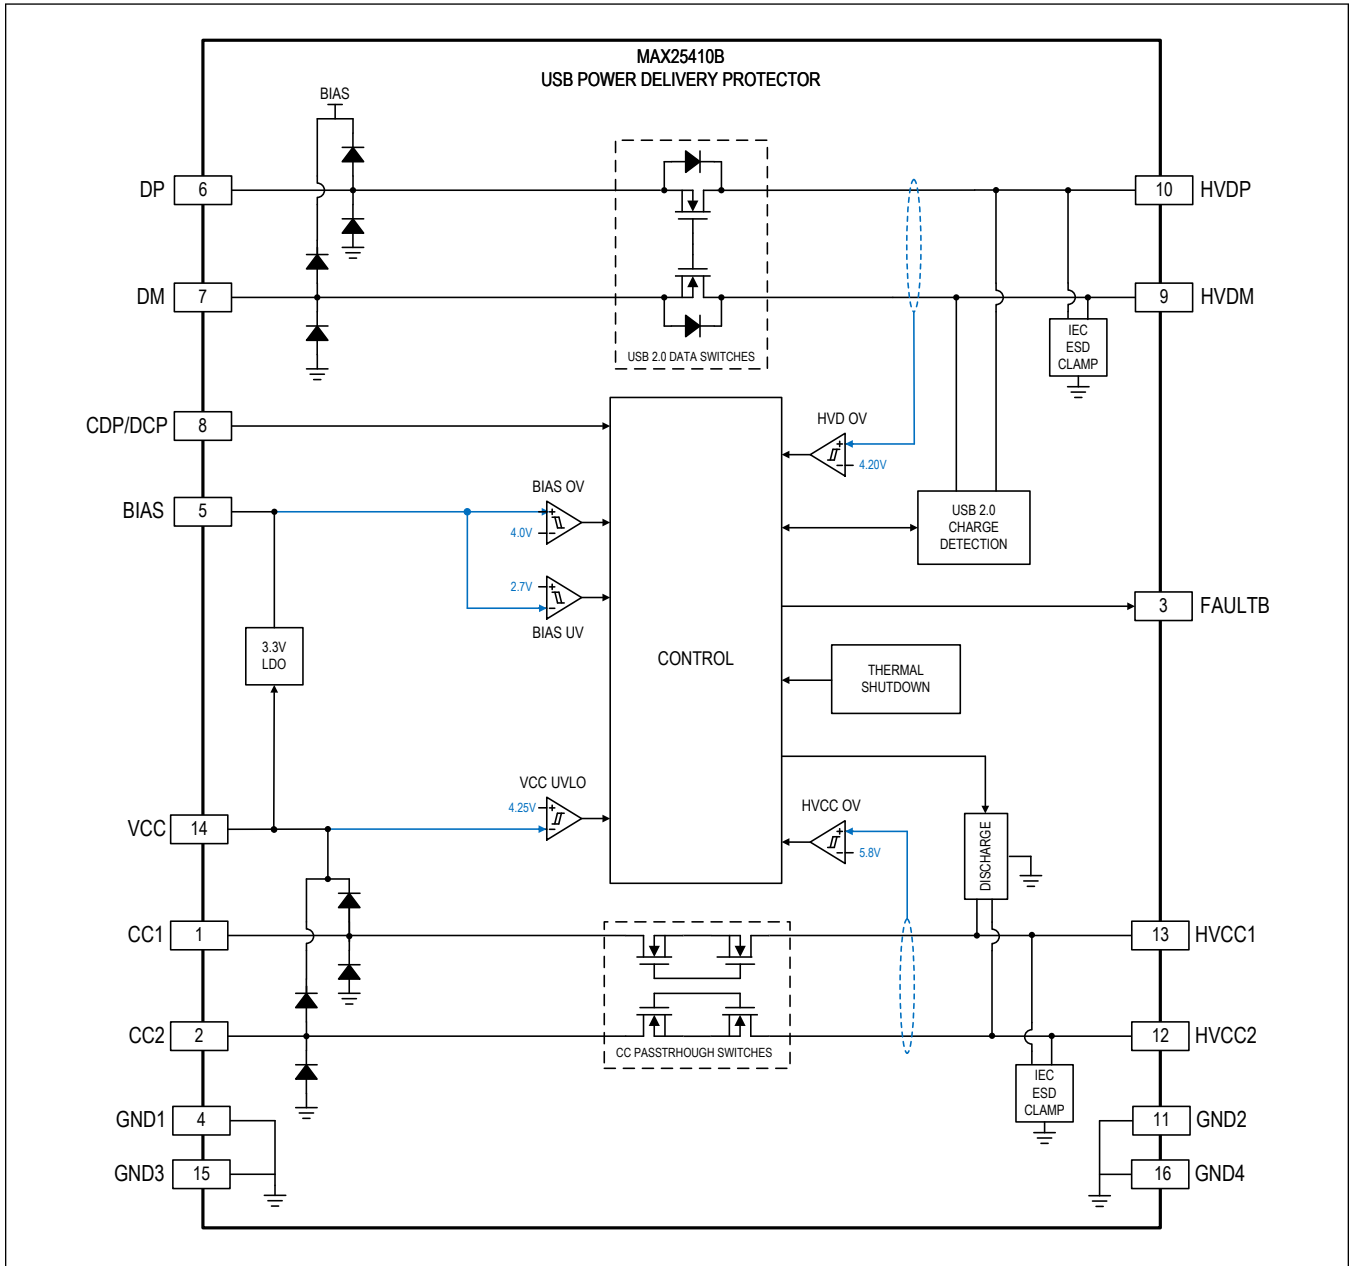 MAX25410B
USB POWER DELIVERY PROTECTOR
BIAS
DP
6
10
HVDP
DM
7
9
HVDM
IEC
ESD
CLAMP
USB 2.0 DATA SWITCHES
CDP/DCP
8
HVD OV
+
-
4.20V
BIAS
5
BIAS OV
+
4.0V
-
USB 2.0
CHARGE
DETECTION
2.7V
+
-
BIAS UV
3
FAULTB
3.3V
LDO
CONTROL
THERMAL
SHUTDOWN
VCC UVLO
4.25V
+
-
VCC
14
HVCC OV
+
-
5.8V
DISCHARGE
CC1
1
13
HVCC1
CC2
2
12
HVCC2
CC PASSTRHOUGH SWITCHES
IEC
ESD
CLAMP
GND1
4
11
GND2
GND3
15
16
GND4